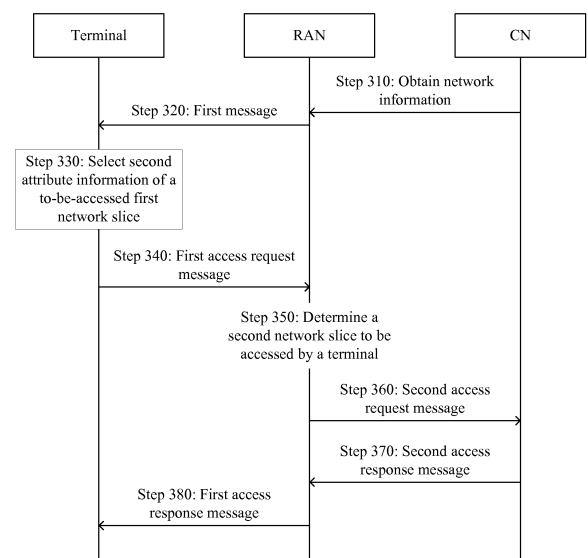 Terminal
RAN
CN
Step 310: Obtain network
information
Step 320: First message
Step 330: Select second
attribute information of a
to-be-accessed first
network slice
Step 340: First access request
message
Step 350: Determine a
second network slice to be
accessed by a terminal
Step 360: Second access
request message
Step 370: Second access
response message
Step 380: First access
response message